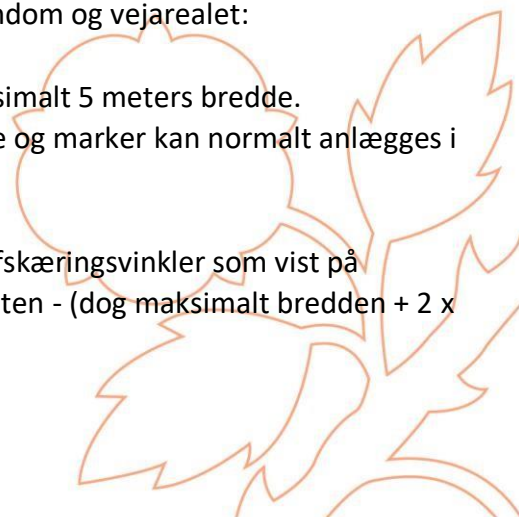 ndom og vejarealet:
simalt 5 meters bredde.
e og marker kan normalt anlægges i
fskæringsvinkler som vist på
ten - (dog maksimalt bredden + 2 x